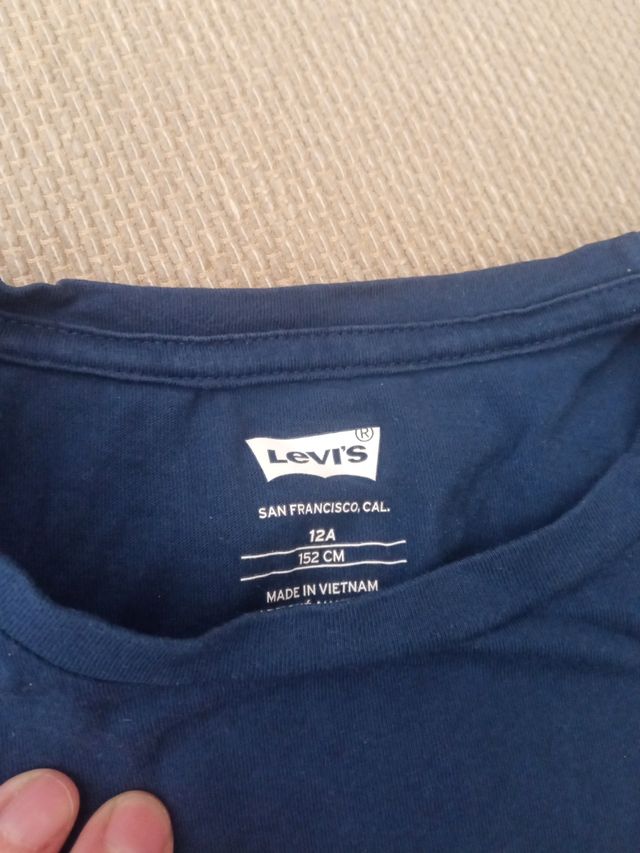 Levi's®
SAN FRANCISCO, CAL.
12A
152 CM
MADE IN VIETNAM